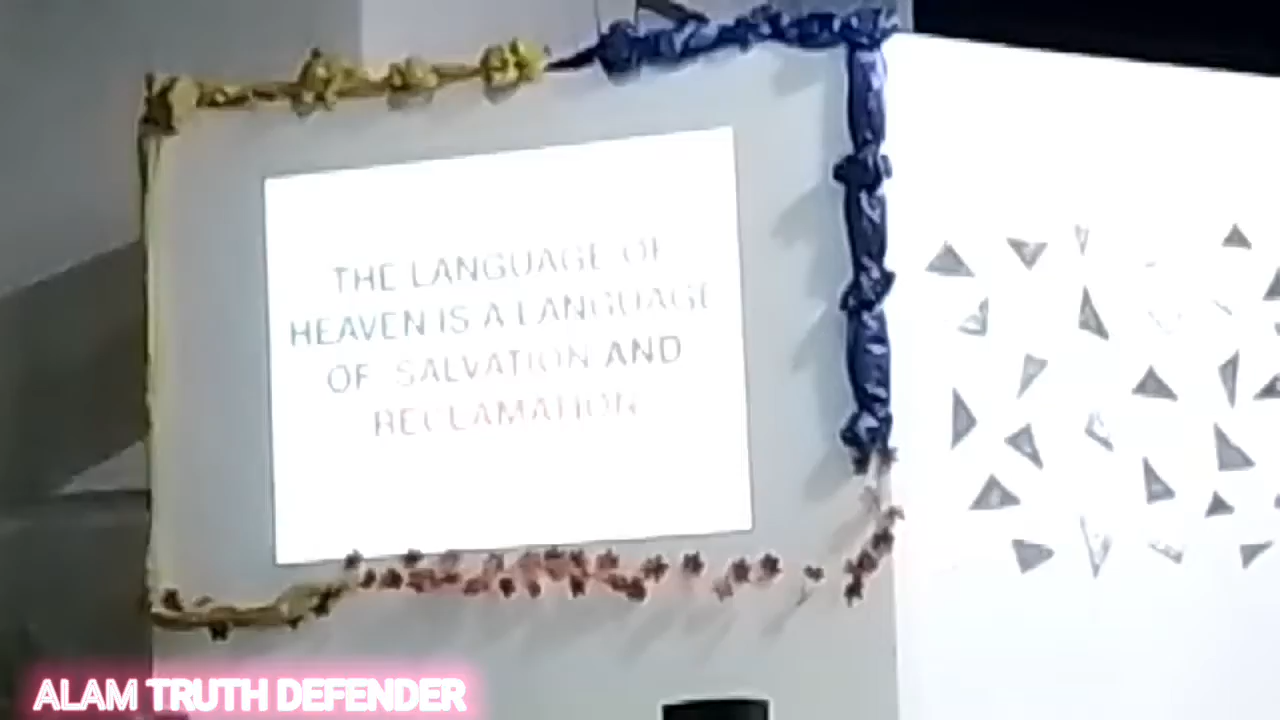 THE LANGUAGE OF
HEAVEN IS A LANGUAGE
OF SALVATION AND
RECLAMATION
ALAM TRUTH DEFENDER